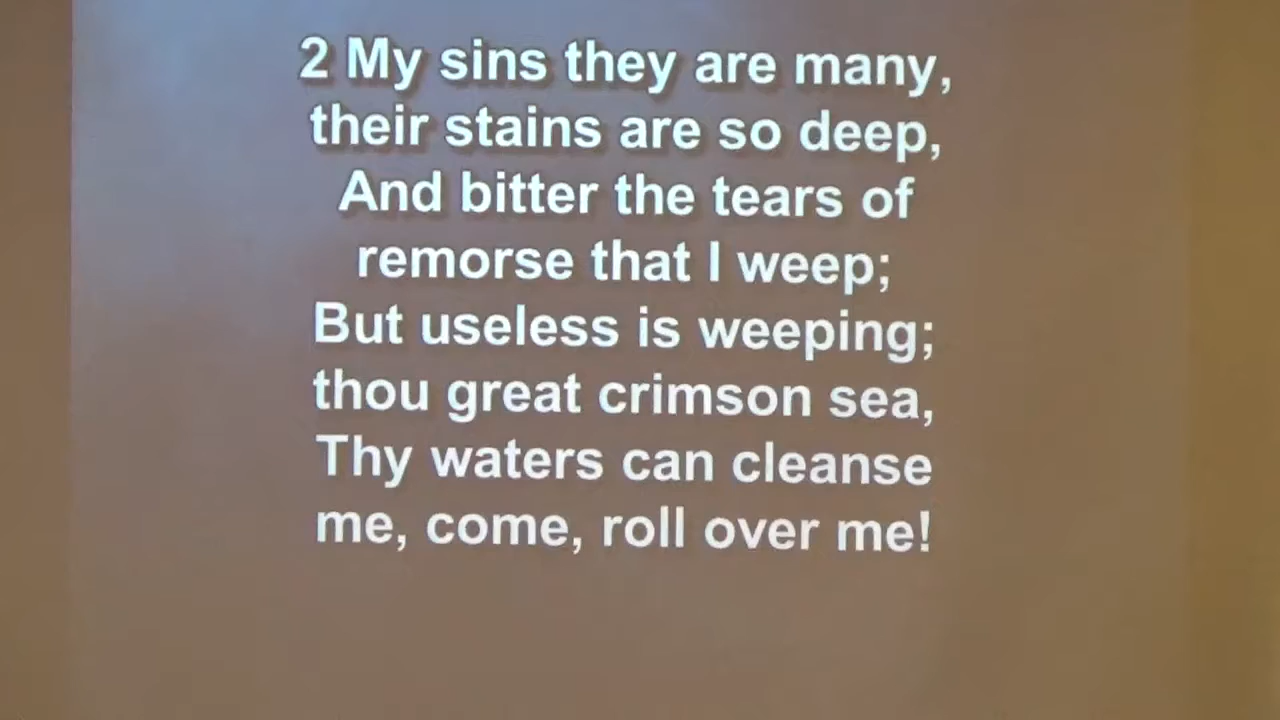 2 My sins they are many,
their stains are so deep,
And bitter the tears of
remorse that I weep;
But useless is weeping;
thou great crimson sea,
Thy waters can cleanse
me, come, roll over me!